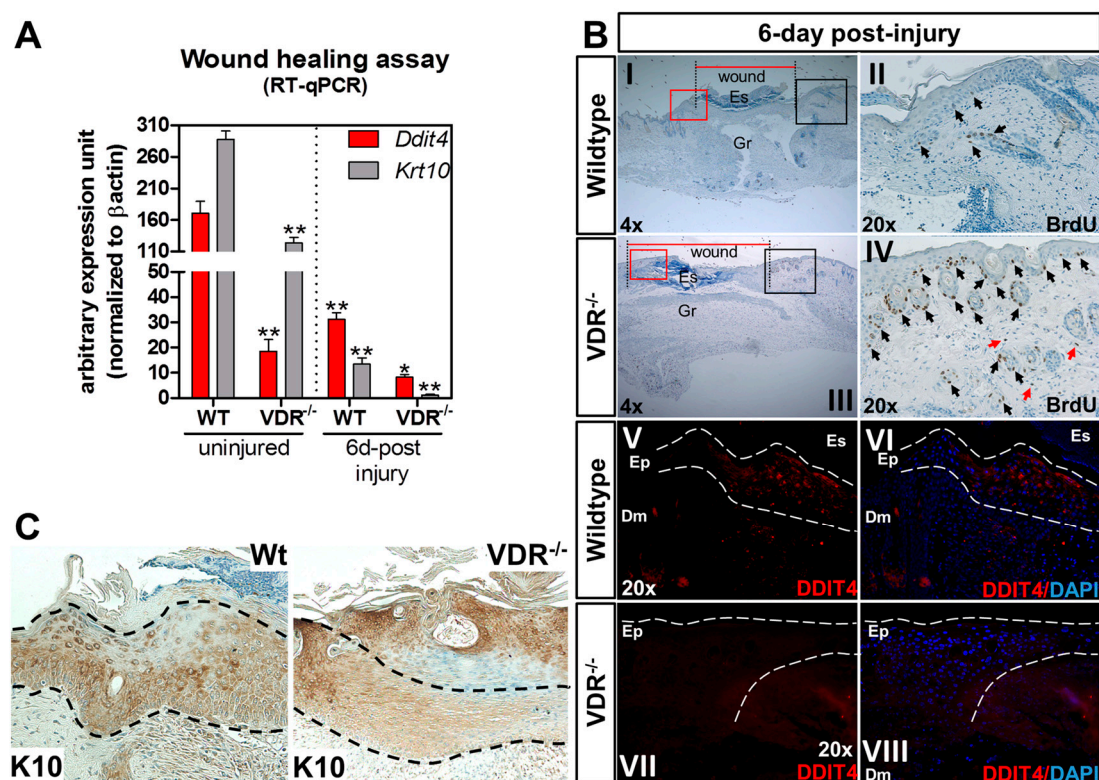 A
Wound healing assay
(RT-qPCR)
arbitrary expression unit
(normalized to βactin)
310
260
210
160
110
50
40
30
20
10
0
Ddit4
Krt10
**
**
**
**
*
**
WT
VDR-/-
WT
VDR-/-
uninjured
6d-post
injury
B
6-day post-injury
Wildtype
I
wound
Es
Gr
4x
II
20x
BrdU
VDR-/-
wound
Es
Gr
4x
III
IV
20x
BrdU
Wildtype
V
Es
Ep
Dm
20x
DDIT4
VI
Es
Ep
Dm
DDIT4/DAPI
VDR-/-
Ep
20x
VII
DDIT4
Ep
VIII
Dm
DDIT4/DAPI
C
Wt
K10
VDR-/-
K10